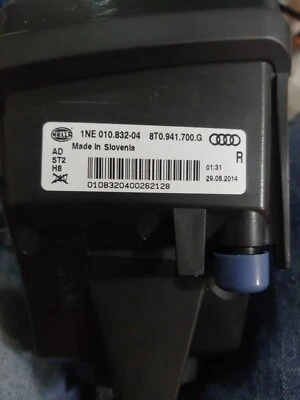 HELLA 1NE 010.832-04 8T0.941.700.G
Made in Slovenia
AD
ST2
HB
R
01:31
29.08.2014
0108320400262128